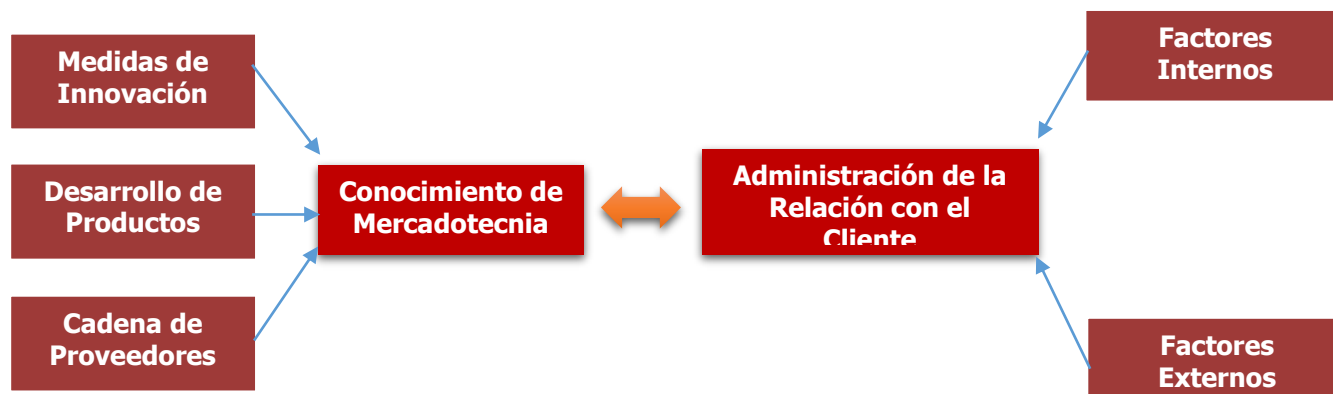 Medidas de
Innovación
Desarrollo de
Productos
Cadena de
Proveedores
Conocimiento de
Mercadotecnia
Administración de la
Relación con el
Cliente
Factores
Internos
Factores
Externos